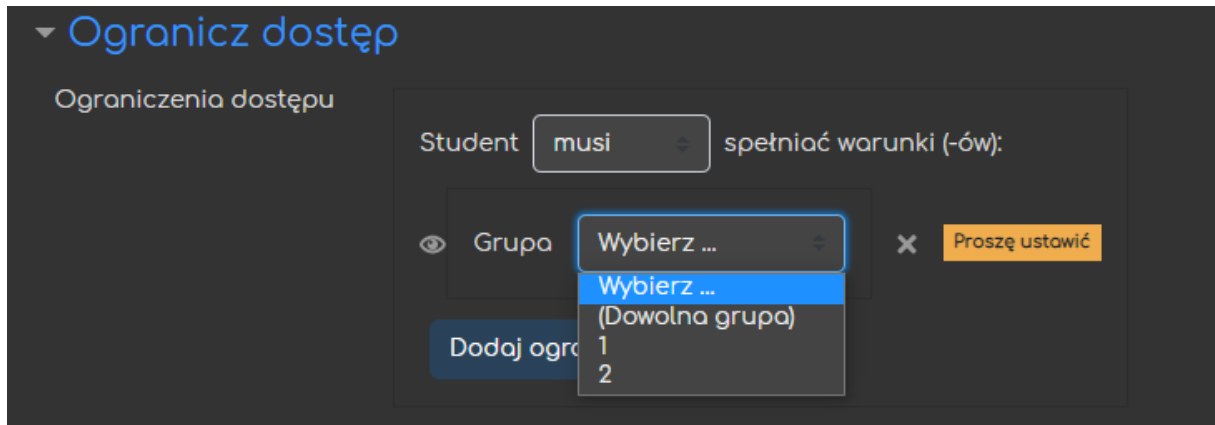 Ogranicz dostęp
Ograniczenia dostępu
Student musi spełniać warunki (-ów):
Grupa Wybierz ... Proszę ustawić
Wybierz ...
(Dowolna grupa)
1
2
Dodaj ogr